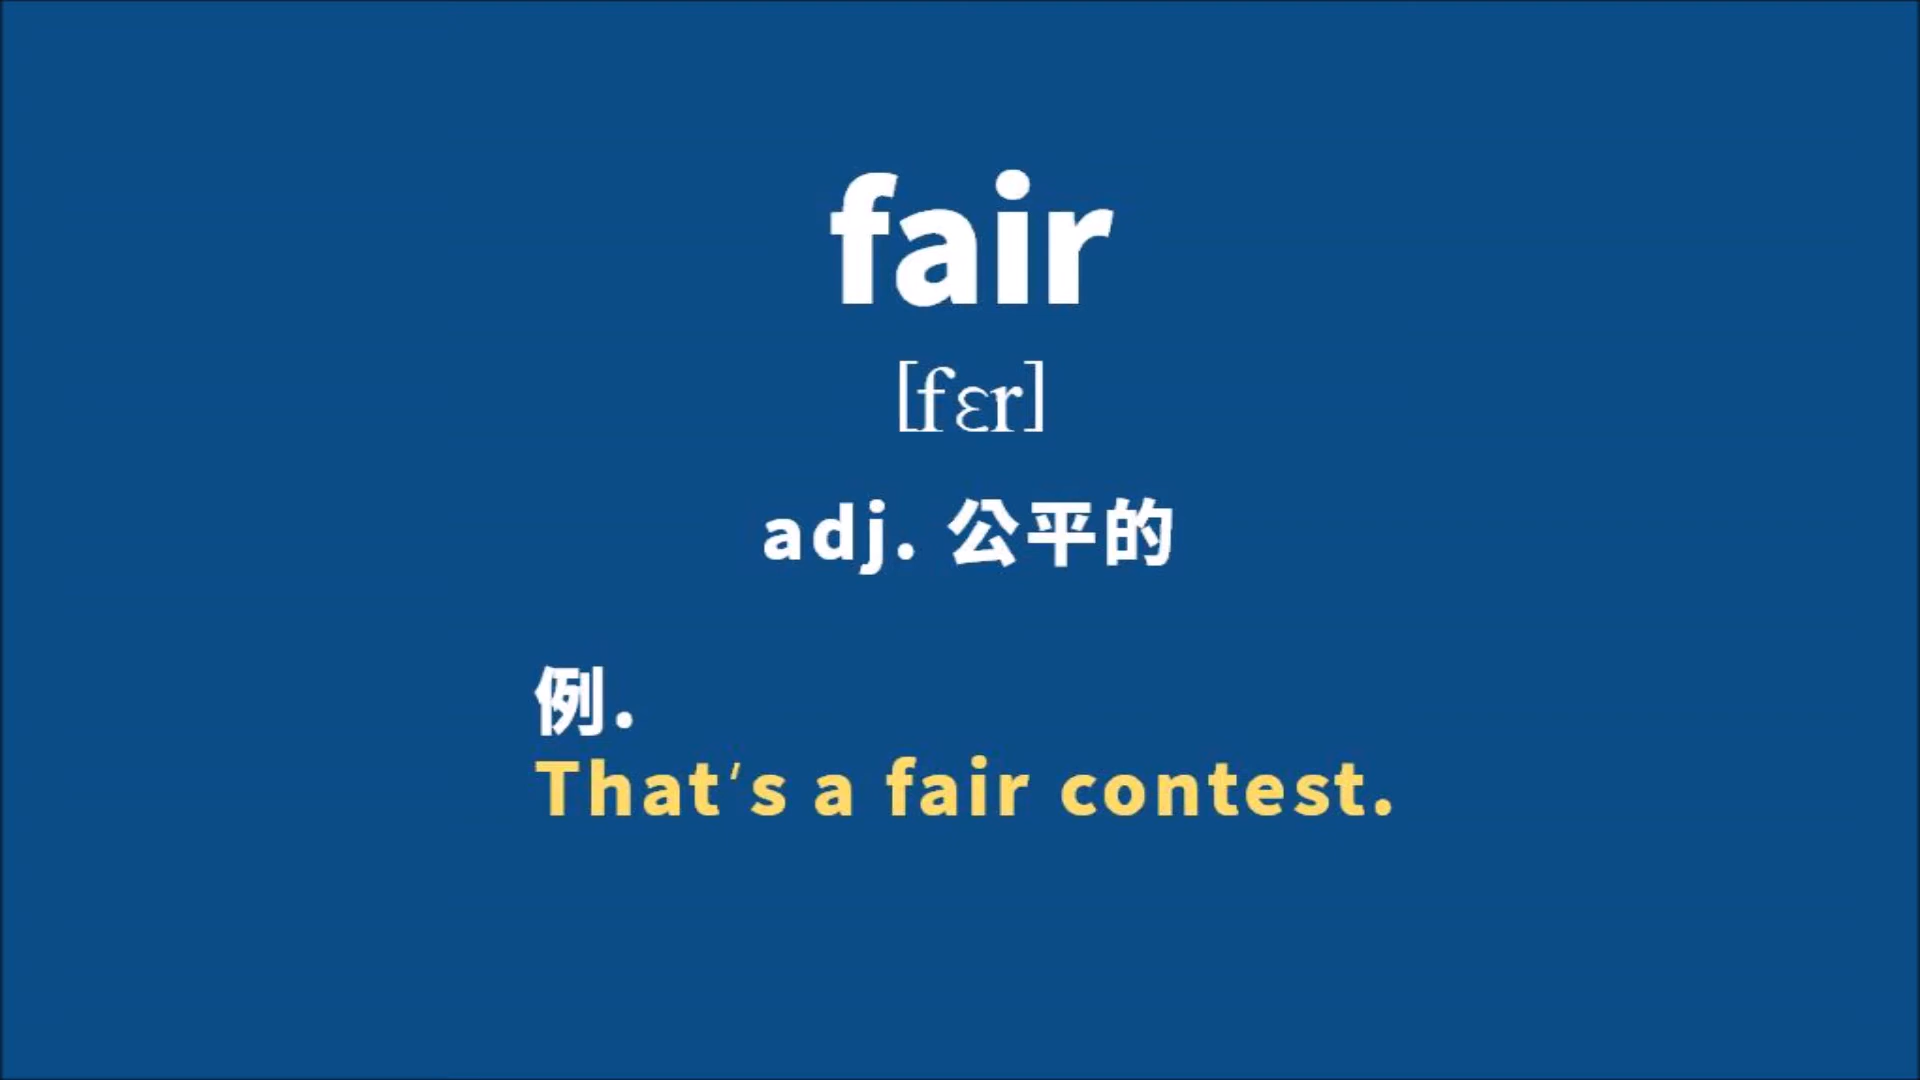 fair
[fɛr]
adj. 公平的
例.
That's a fair contest.